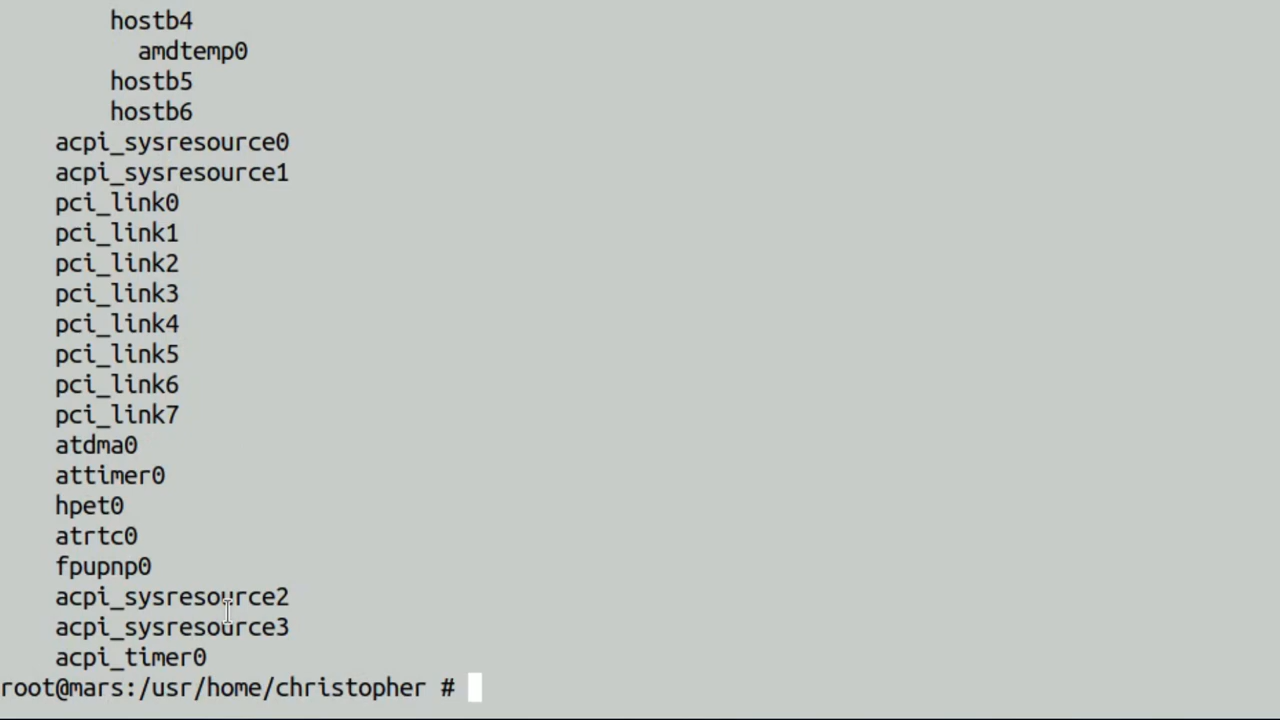 hostb4
amdtemp0
hostb5
hostb6
acpi_sysresource0
acpi_sysresource1
pci_link0
pci_link1
pci_link2
pci_link3
pci_link4
pci_link5
pci_link6
pci_link7
atdma0
attimer0
hpet0
atrtc0
fpupnp0
acpi_sysresource2
acpi_sysresource3
acpi_timer0
root@mars:/usr/home/christopher #